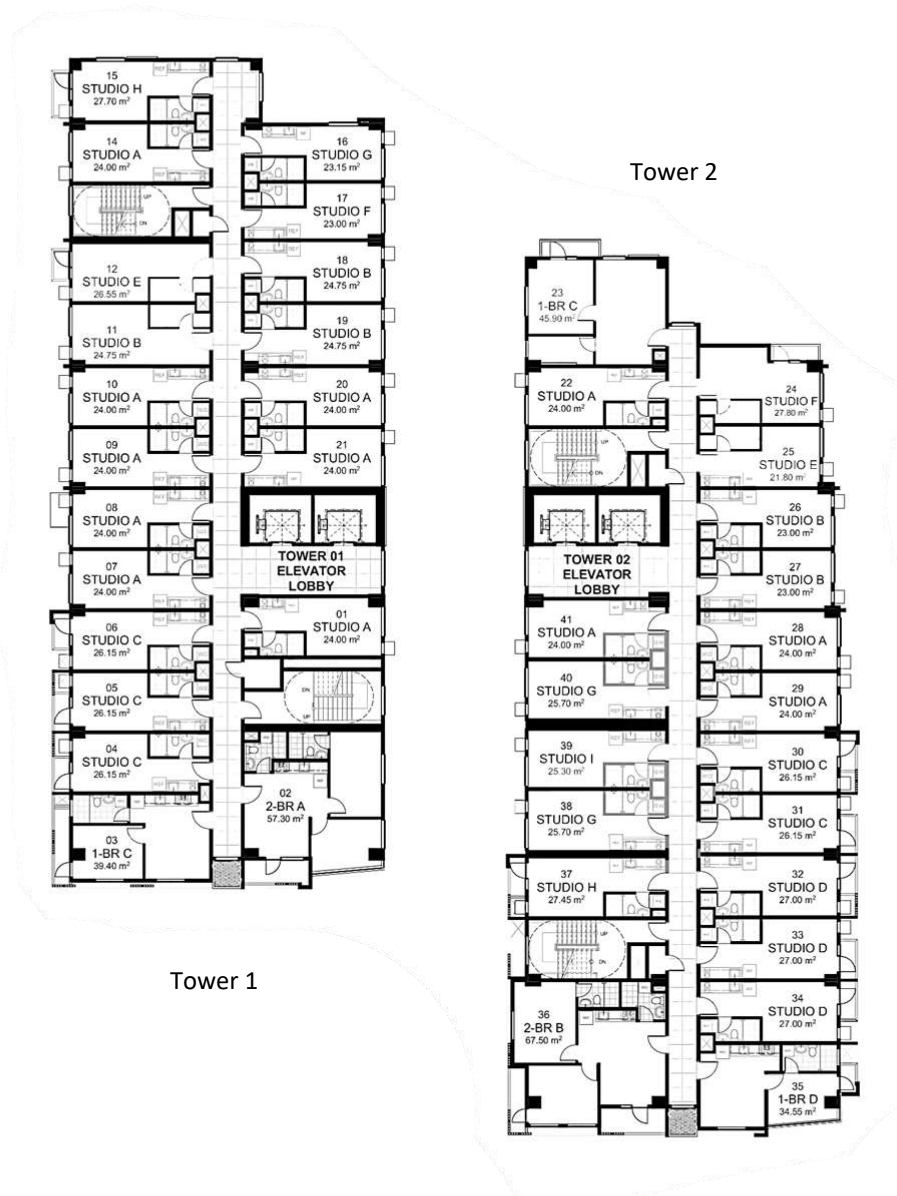 Tower 1
15
STUDIO H
27.70 m²
14
STUDIO A
24.00 m²
UP
DN
12
STUDIO E
26.55 m²
11
STUDIO B
24.75 m²
10
STUDIO A
24.00 m²
09
STUDIO A
24.00 m²
08
STUDIO A
24.00 m²
07
STUDIO A
24.00 m²
06
STUDIO C
26.15 m²
05
STUDIO C
26.15 m²
04
STUDIO C
26.15 m²
03
1-BR C
39.40 m²
16
STUDIO G
23.15 m²
17
STUDIO F
23.00 m²
18
STUDIO B
24.75 m²
19
STUDIO B
24.75 m²
20
STUDIO A
24.00 m²
21
STUDIO A
24.00 m²
TOWER 01
ELEVATOR
LOBBY
01
STUDIO A
24.00 m²
DN
UP
02
2-BR A
57.30 m²
Tower 2
23
1-BR C
45.90 m²
22
STUDIO A
24.00 m²
UP
DN
TOWER 02
ELEVATOR
LOBBY
41
STUDIO A
24.00 m²
40
STUDIO G
25.70 m²
39
STUDIO I
25.30 m²
38
STUDIO G
25.70 m²
37
STUDIO H
27.45 m²
UP
DN
36
2-BR B
67.50 m²
24
STUDIO F
27.80 m²
25
STUDIO E
21.80 m²
26
STUDIO B
23.00 m²
27
STUDIO B
23.00 m²
28
STUDIO A
24.00 m²
29
STUDIO A
24.00 m²
30
STUDIO C
26.15 m²
31
STUDIO C
26.15 m²
32
STUDIO D
27.00 m²
33
STUDIO D
27.00 m²
34
STUDIO D
27.00 m²
35
1-BR D
34.55 m²